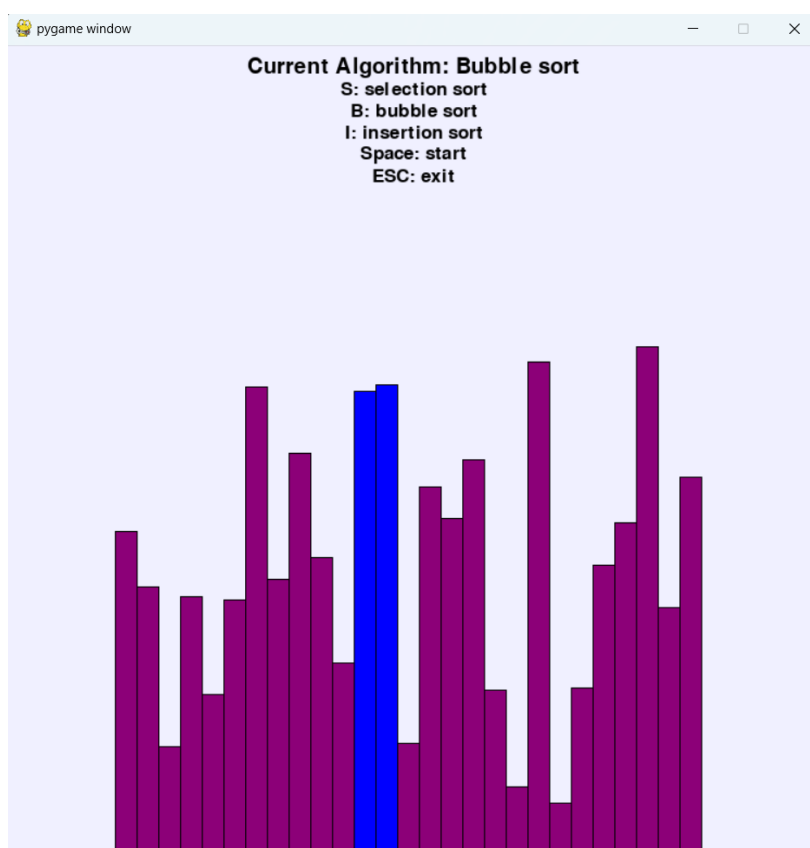 pygame window
Current Algorithm: Bubble sort
S: selection sort
B: bubble sort
I: insertion sort
Space: start
ESC: exit